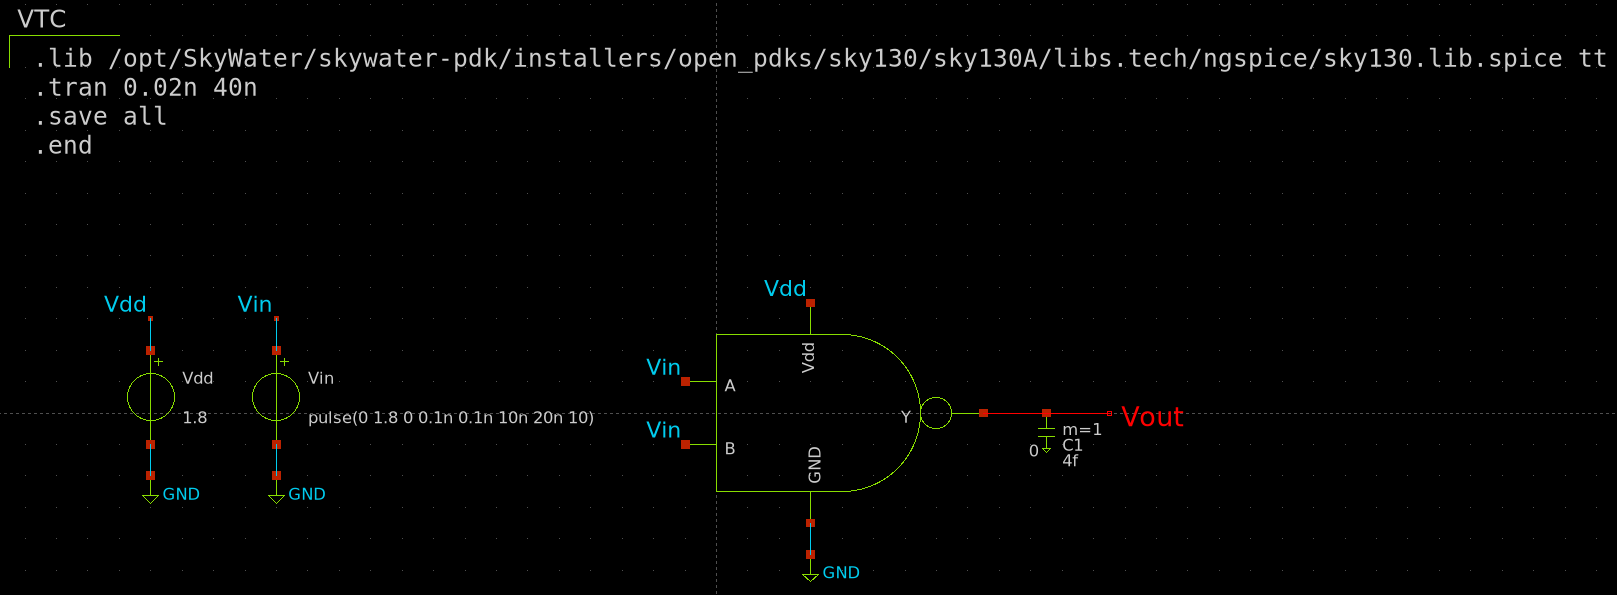 VTC
.lib /opt/SkyWater/skywater-pdk/installers/open_pdks/sky130/sky130A/libs.tech/ngspice/sky130.lib.spice tt
.tran 0.02n 40n
.save all
.end
Vdd
Vin
+
+
Vdd
Vin
1.8
pulse(0 1.8 0 0.1n 0.1n 10n 20n 10)
GND
GND
Vdd
Vin
Vdd
A
Vin
B
GND
Y
GND
Vout
m=1
C1
0
4f